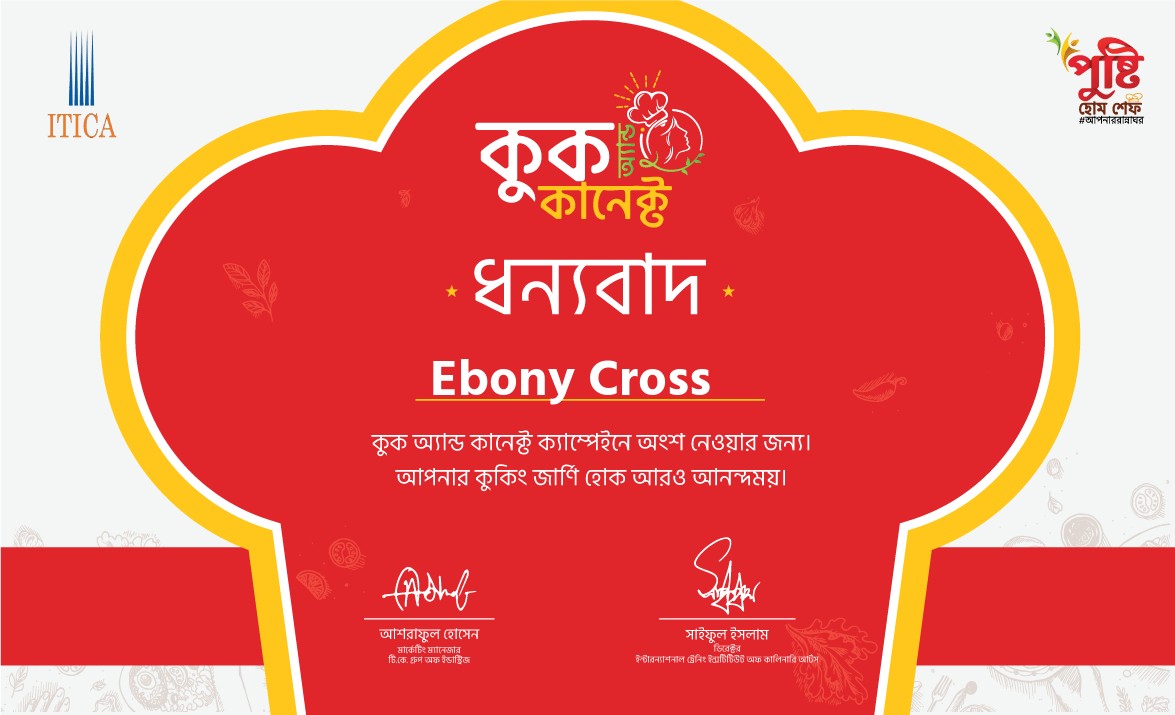 ITICA
পুষ্টি
হোম শেফ
#আপনাররান্নাঘর
কুক অ্যান্ড
কানেক্ট
ধন্যবাদ
Ebony Cross
কুক অ্যান্ড কানেক্ট ক্যাম্পেইনে অংশ নেওয়ার জন্য।
আপনার কুকিং জার্ণি হোক আরও আনন্দময়।
আশরাফুল হোসেন
মার্কেটিং ম্যানেজার
টি.কে. গ্রুপ অফ ইন্ডাস্ট্রিজ
সাইফুল ইসলাম
ডিরেক্টর
ইন্টারন্যাশনাল ট্রেনিং ইন্সটিটিউট অফ কালিনারি আর্টস